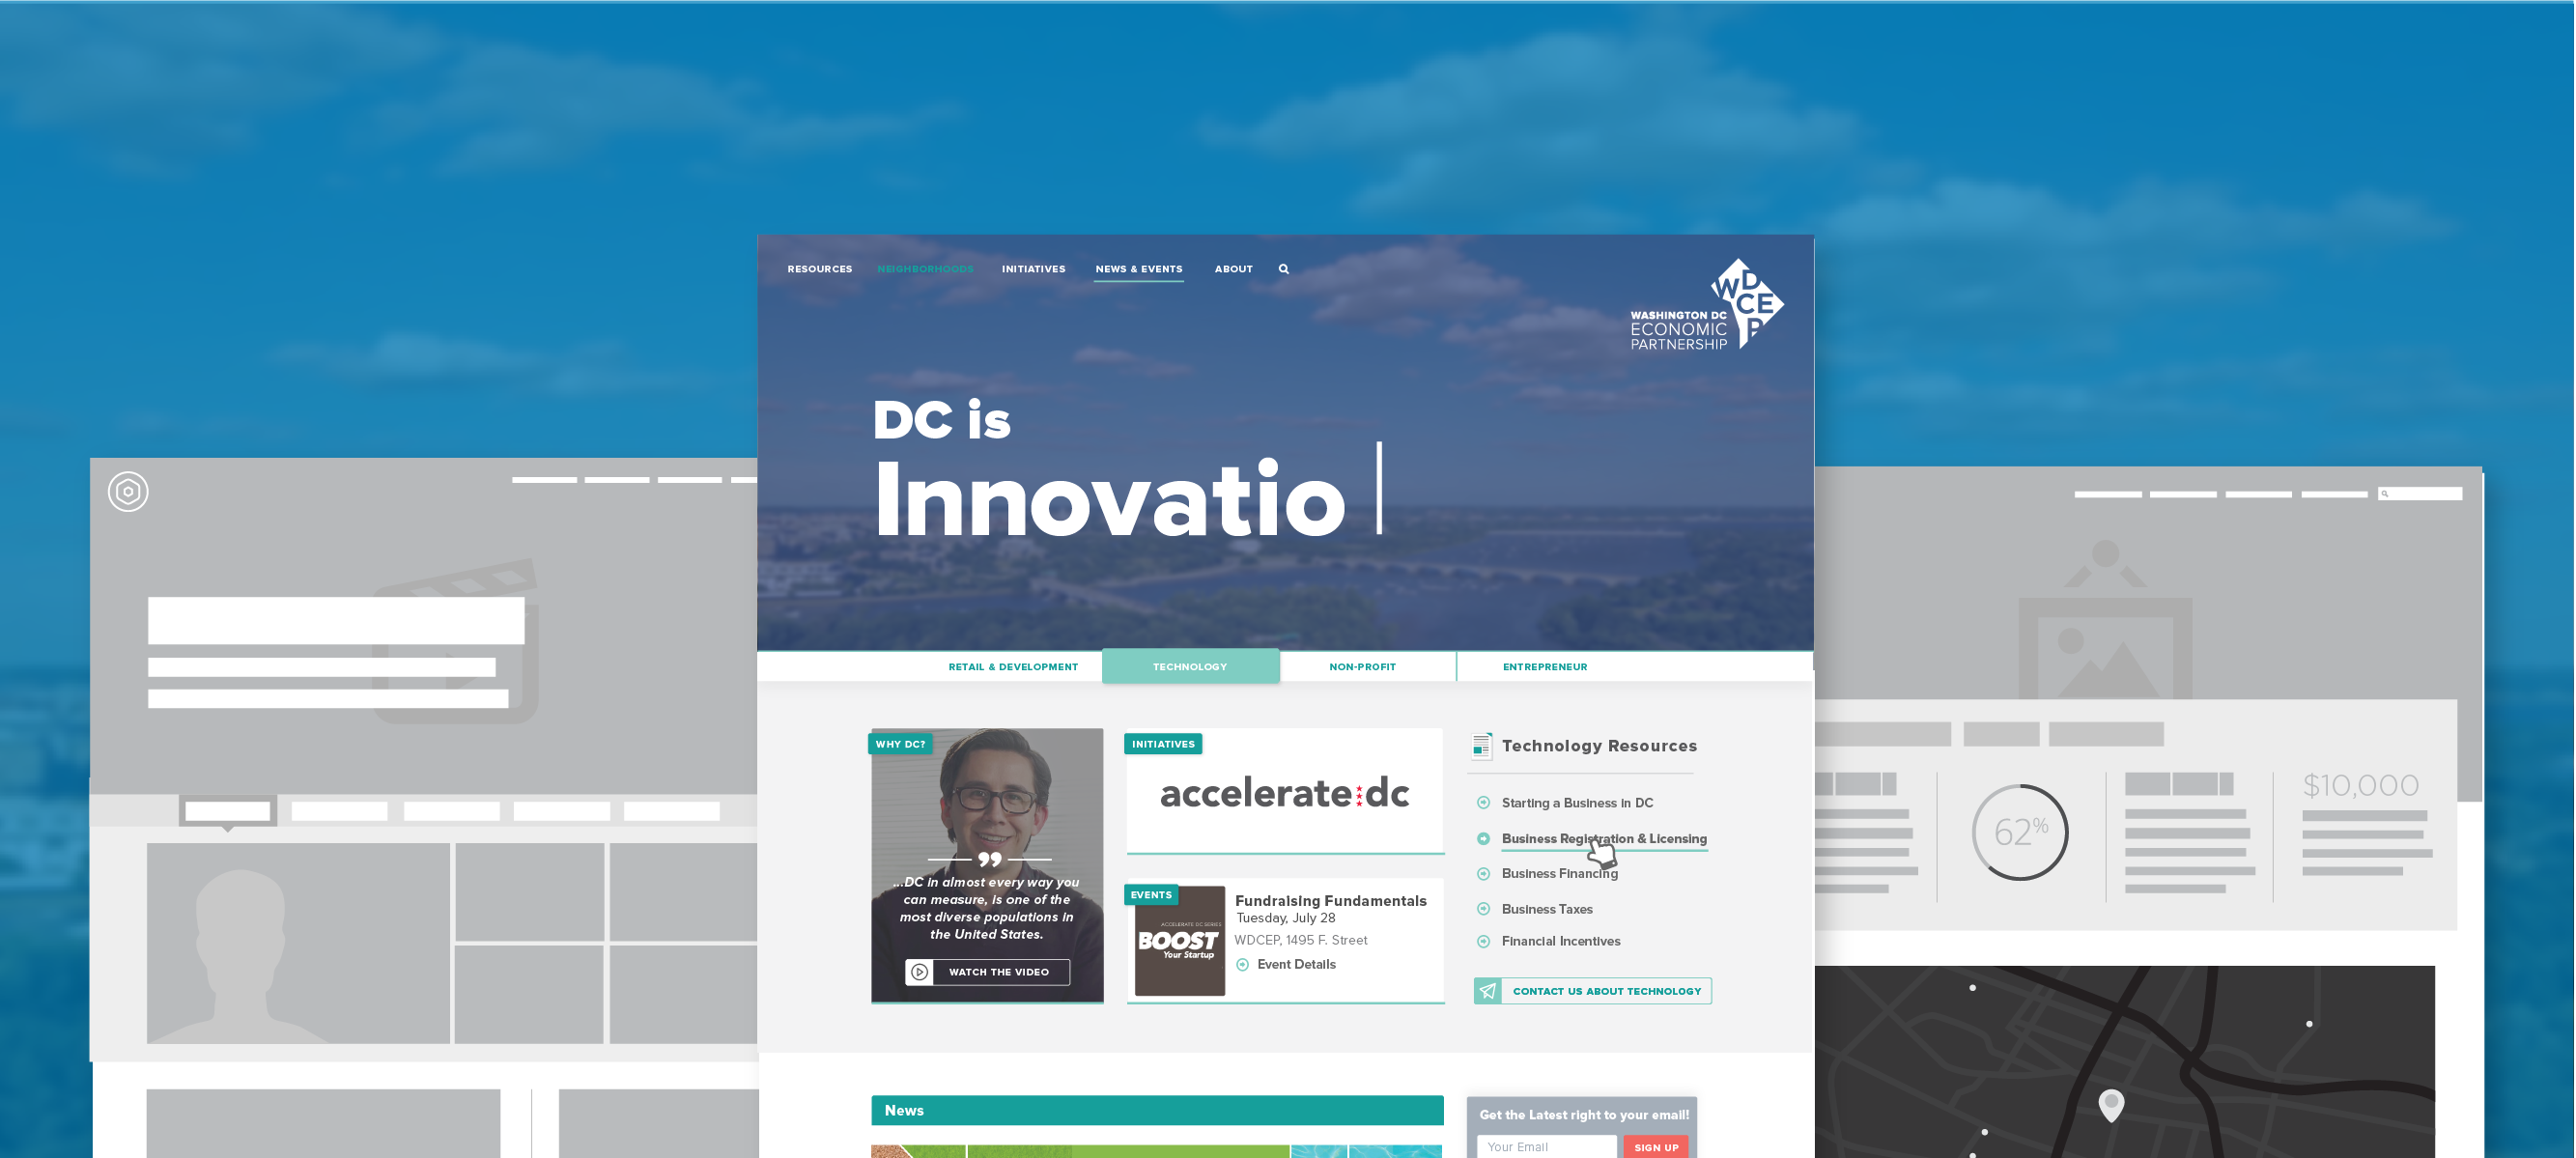 RESOURCES
NEIGHBORHOODS
INITIATIVES
NEWS & EVENTS
ABOUT
WDCEP
WASHINGTON DC
ECONOMIC
PARTNERSHIP
DC is
Innovatio
RETAIL & DEVELOPMENT
TECHNOLOGY
NON-PROFIT
ENTREPRENEUR
WHY DC?
...DC in almost every way you
can measure, is one of the
most diverse populations in
the United States.
WATCH THE VIDEO
INITIATIVES
accelerate:dc
EVENTS
ACCELERATE DC SERIES
BOOST
Your Startup
Fundraising Fundamentals
Tuesday, July 28
WDCEP, 1495 F. Street
Event Details
Technology Resources
Starting a Business in DC
Business Registration & Licensing
Business Financing
Business Taxes
Financial Incentives
CONTACT US ABOUT TECHNOLOGY
News
Get the Latest right to your email!
Your Email
SIGN UP
62%
$10,000